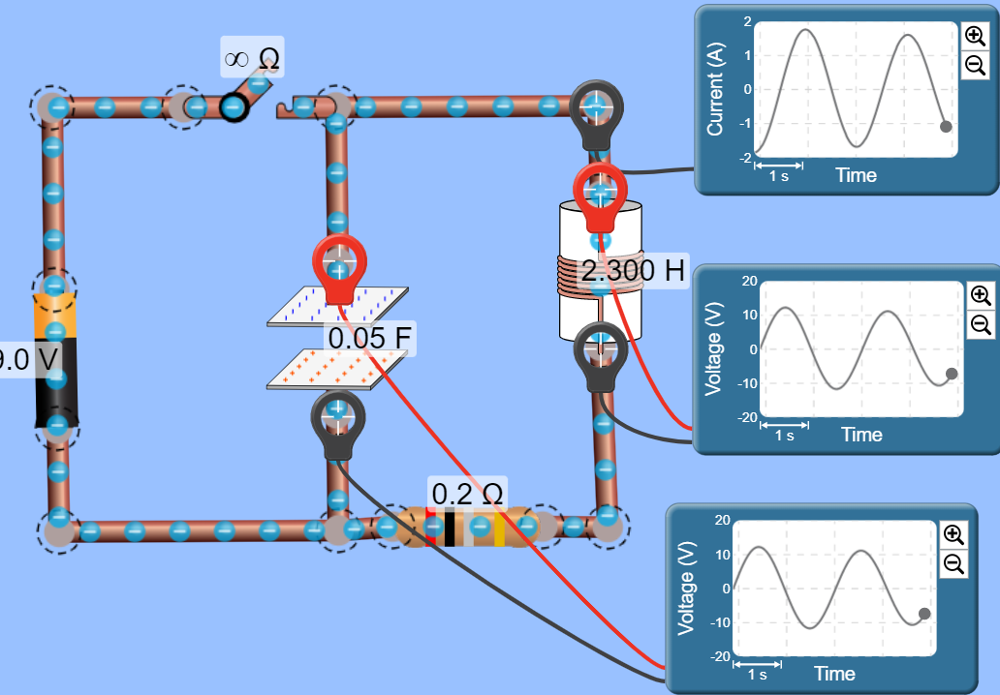 ∞ Ω
2
1
0
-1
-2
Current (A)
1 s
Time
9.0 V
0.05 F
2.300 H
20
10
0
-10
-20
Voltage (V)
1 s
Time
0.2 Ω
20
10
0
-10
-20
Voltage (V)
1 s
Time